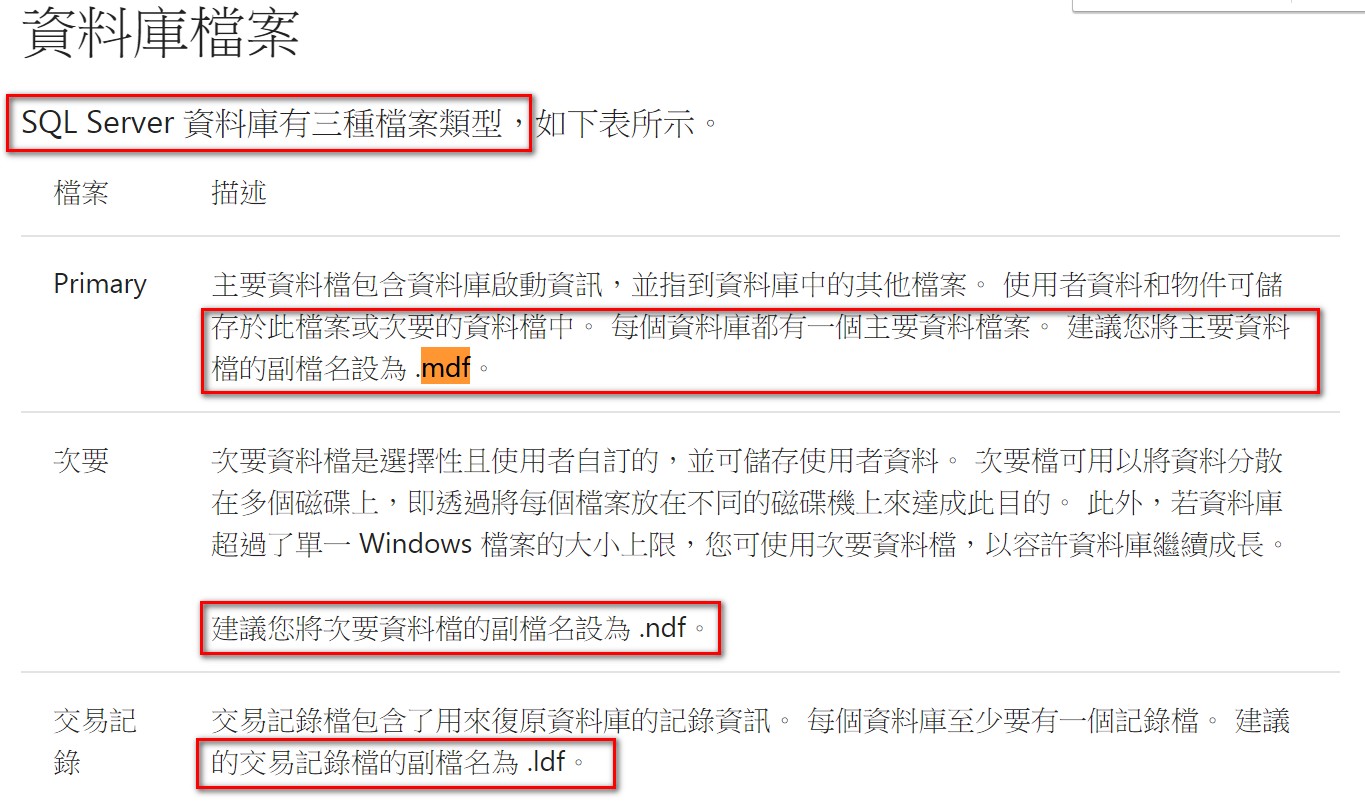 資料庫檔案
SQL Server 資料庫有三種檔案類型，如下表所示。
檔案 描述
Primary 主要資料檔包含資料庫啟動資訊，並指到資料庫中的其他檔案。 使用者資料和物件可儲
存於此檔案或次要的資料檔中。 每個資料庫都有一個主要資料檔案。 建議您將主要資料
檔的副檔名設為 .mdf。
次要 次要資料檔是選擇性且使用者自訂的，並可儲存使用者資料。 次要檔可用以將資料分散
在多個磁碟上，即透過將每個檔案放在不同的磁碟機上來達成此目的。 此外，若資料庫
超過了單一 Windows 檔案的大小上限，您可使用次要資料檔，以容許資料庫繼續成長。
建議您將次要資料檔的副檔名設為 .ndf。
交易記 交易記錄檔包含了用來復原資料庫的記錄資訊。 每個資料庫至少要有一個記錄檔。 建議
錄 的交易記錄檔的副檔名為 .ldf。